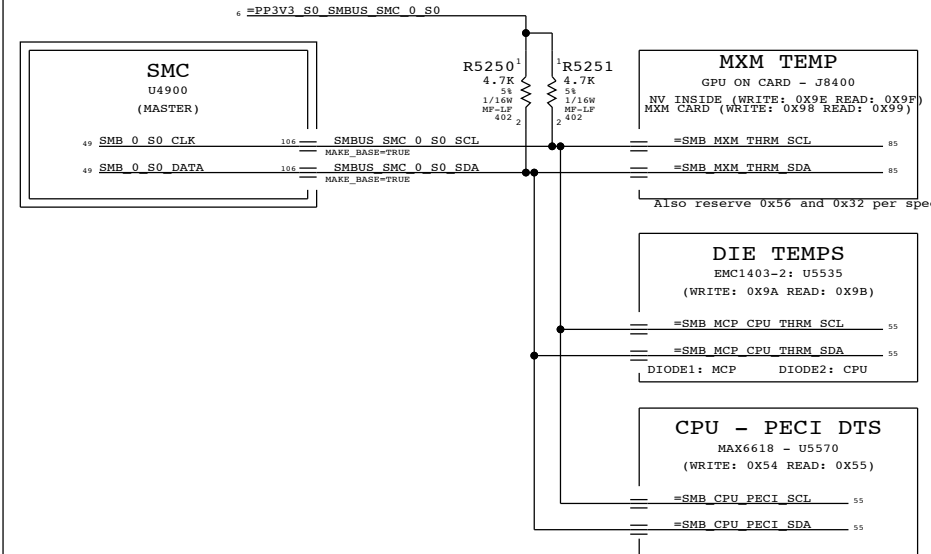 6 =PP3V3_S0_SMBUS_SMC_0_S0
SMC
U4900
(MASTER)
49 SMB_0_S0_CLK 106 SMBUS_SMC_0_S0_SCL
MAKE_BASE=TRUE
49 SMB_0_S0_DATA 106 SMBUS_SMC_0_S0_SDA
MAKE_BASE=TRUE
R5250 1
4.7K
5%
1/16W
MF-LF
402
2
1 R5251
4.7K
5%
1/16W
MF-LF
402
2
MXM TEMP
GPU ON CARD - J8400
NV INSIDE (WRITE: 0X9E READ: 0X9F)
MXM CARD (WRITE: 0X98 READ: 0X99)
=SMB_MXM_THRM_SCL 85
=SMB_MXM_THRM_SDA 85
Also reserve 0x56 and 0x32 per spe
DIE TEMPS
EMC1403-2: U5535
(WRITE: 0X9A READ: 0X9B)
=SMB_MCP_CPU_THRM_SCL 55
=SMB_MCP_CPU_THRM_SDA 55
DIODE1: MCP DIODE2: CPU
CPU - PECI DTS
MAX6618 - U5570
(WRITE: 0X54 READ: 0X55)
=SMB_CPU_PECI_SCL 55
=SMB_CPU_PECI_SDA 55